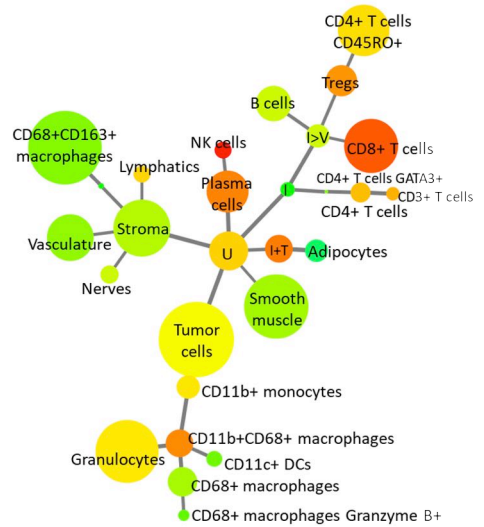 CD4+ T cells
CD45RO+
Tregs
B cells
I>V
CD8+ T cells
CD68+CD163+
macrophages
NK cells
Lymphatics
Plasma
cells
I
CD4+ T cells GATA3+
CD3+ T cells
CD4+ T cells
Stroma
Vasculature
U
I+T
Adipocytes
Nerves
Smooth
muscle
Tumor
cells
CD11b+ monocytes
CD11b+CD68+ macrophages
Granulocytes
CD11c+ DCs
CD68+ macrophages
CD68+ macrophages Granzyme B+